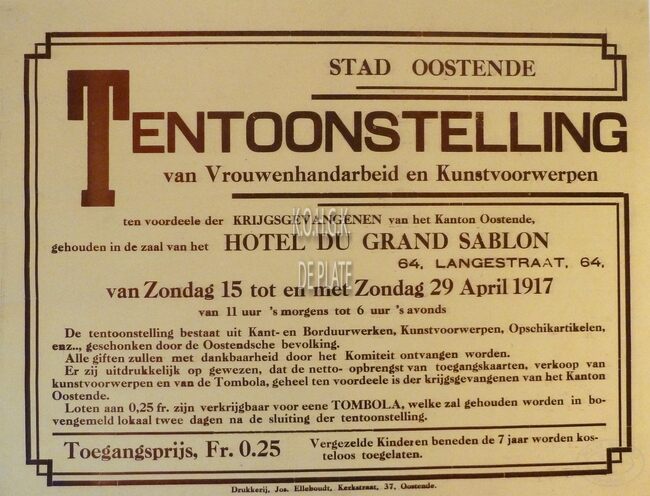 STAD OOSTENDE
TENTOONSTELLING
van Vrouwenhandarbeid en Kunstvoorwerpen
ten voordeele der KRIJGSGEVANGENEN van het Kanton Oostende,
gehouden in de zaal van het HOTEL DU GRAND SABLON
64, LANGESTRAAT, 64,
van Zondag 15 tot en met Zondag 29 April 1917
van 11 uur 's morgens tot 6 uur 's avonds
De tentoonstelling bestaat uit Kant- en Borduurwerken, Kunstvoorwerpen, Opschikartikelen,
enz.., geschonken door de Oostendsche bevolking.
Alle giften zullen met dankbaarheid door het Komiteit ontvangen worden.
Er zij uitdrukkelijk op gewezen, dat de netto- opbrengst van toegangskaarten, verkoop van
kunstvoorwerpen en van de Tombola, geheel ten voordeele is der krijgsgevangenen van het Kanton
Oostende.
Loten aan 0,25 fr. zijn verkrijgbaar voor eene TOMBOLA, welke zal gehouden worden in bo-
vengemeld lokaal twee dagen na de sluiting der tentoonstelling.
Toegangsprijs, Fr. 0.25
Vergezelde Kinderen beneden de 7 jaar worden kos-
teloos toegelaten.
Drukkerij, Jos. Elleboudt, Kerkstraat, 37, Oostende.
DE PLATE